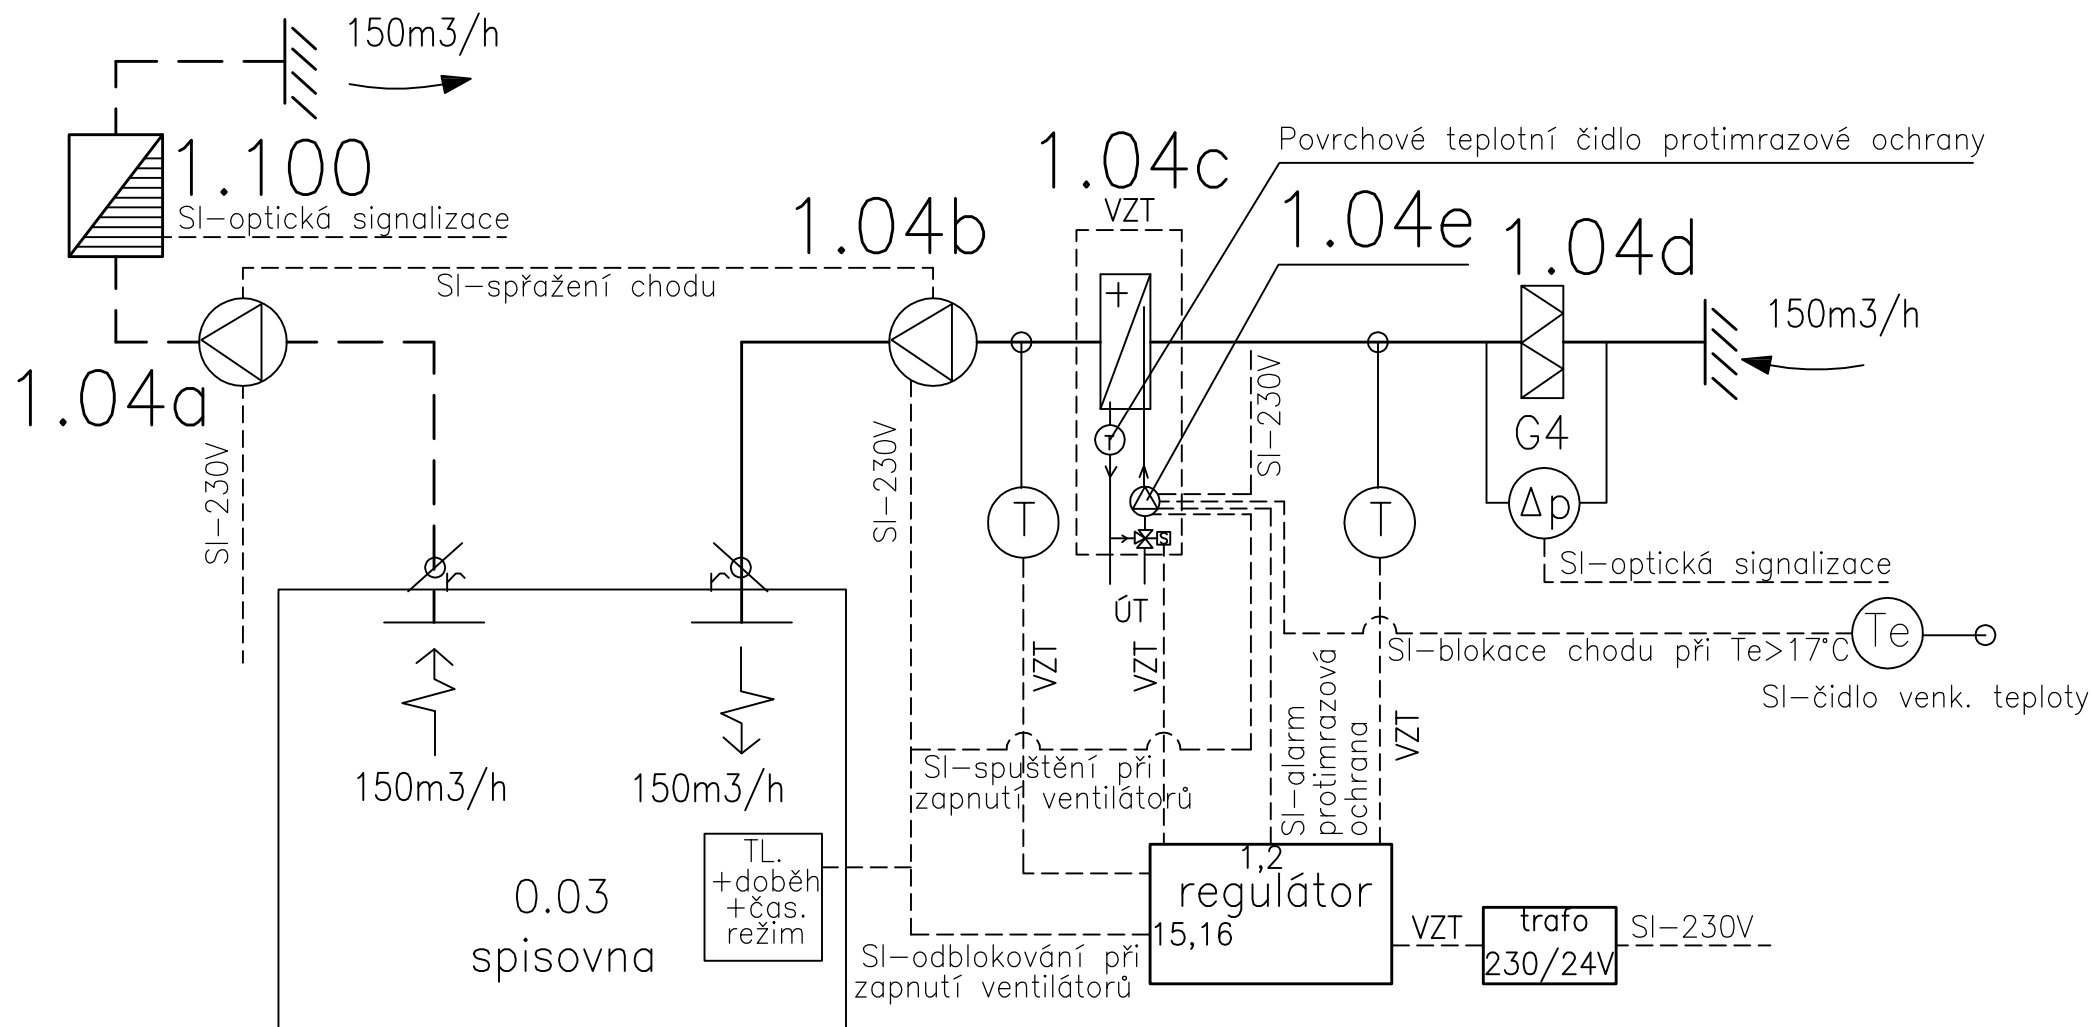 150m3/h
1.100
SI-optická signalizace
1.04a
SI-230V
SI-spřažení chodu
1.04b
SI-230V
1.04c
VZT
+
Povrchové teplotní čidlo protimrazové ochrany
1.04e
1.04d
150m3/h
G4
Δp
SI-optická signalizace
T
T
T
S
SI-230V
ÚT
VZT
VZT
VZT
Te
SI-blokace chodu při Te>17°C
SI-čidlo venk. teploty
SI-alarm
protimrazová
ochrana
r
r
150m3/h
150m3/h
SI-spuštění při
zapnutí ventilátorů
TL.
+doběh
+čas.
režim
0.03
spisovna
SI-odblokování při
zapnutí ventilátorů
1,2
regulátor
15,16
VZT
trafo
230/24V
SI-230V